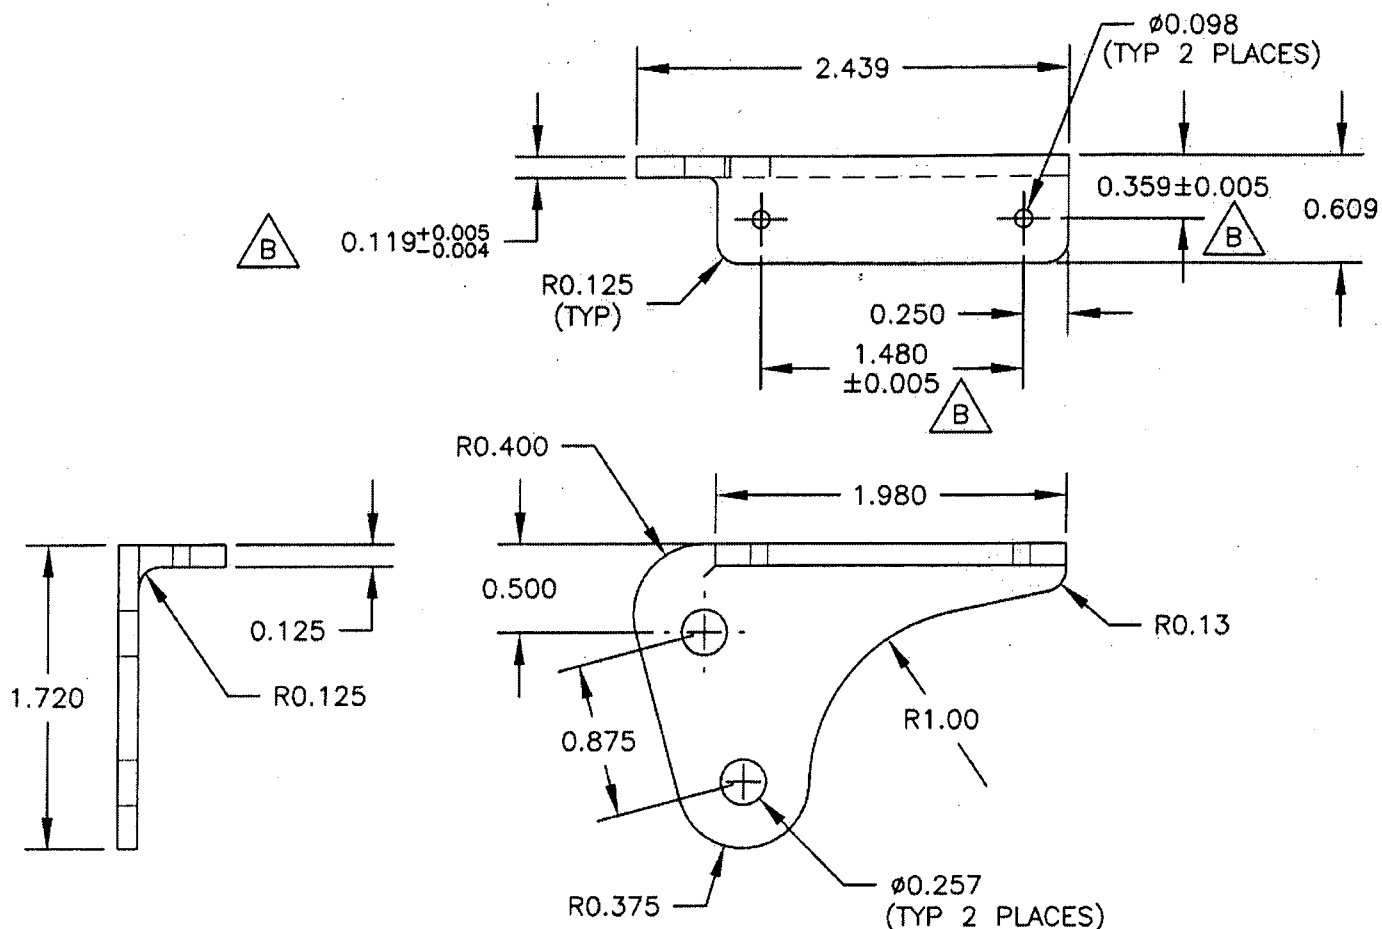 ø0.098
(TYP 2 PLACES)
2.439
0.359±0.005
0.609
B
B
0.119+0.005
-0.004
R0.125
(TYP)
0.250
1.480
±0.005
B
R0.400
1.980
0.500
0.125
R0.13
1.720
R0.125
R1.00
0.875
ø0.257
(TYP 2 PLACES)
R0.375